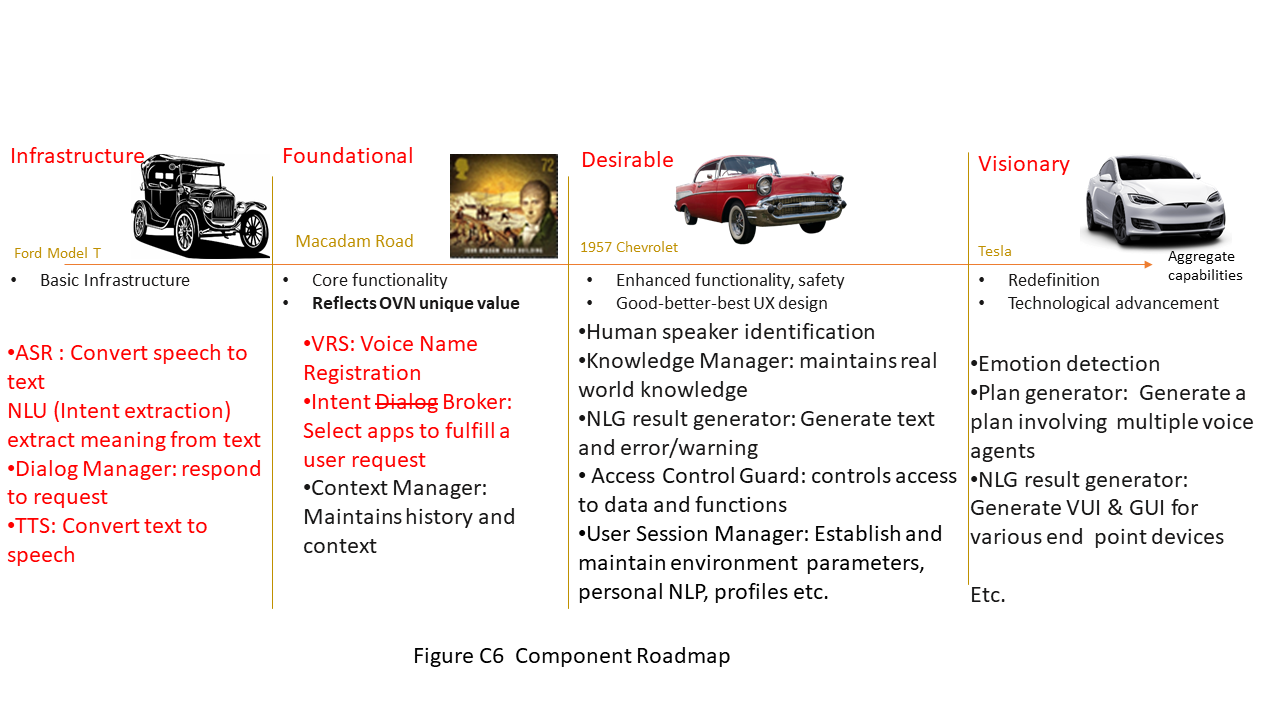 Infrastructure
Ford Model T
• Basic Infrastructure
•ASR : Convert speech to
text
NLU (Intent extraction)
extract meaning from text
•Dialog Manager: respond
to request
•TTS: Convert text to
speech
Foundational
72
Macadam Road
• Core functionality
• Reflects OVN unique value
•VRS: Voice Name
Registration
•Intent Dialog Broker:
Select apps to fulfill a
user request
•Context Manager:
Maintains history and
context
Desirable
1957 Chevrolet
• Enhanced functionality, safety
• Good-better-best UX design
•Human speaker identification
•Knowledge Manager: maintains real
world knowledge
•NLG result generator: Generate text
and error/warning
• Access Control Guard: controls access
to data and functions
•User Session Manager: Establish and
maintain environment parameters,
personal NLP, profiles etc.
Visionary
Tesla
Aggregate
capabilities
• Redefinition
• Technological advancement
•Emotion detection
•Plan generator: Generate a
plan involving multiple voice
agents
•NLG result generator:
Generate VUI & GUI for
various end point devices
Etc.
Figure C6 Component Roadmap